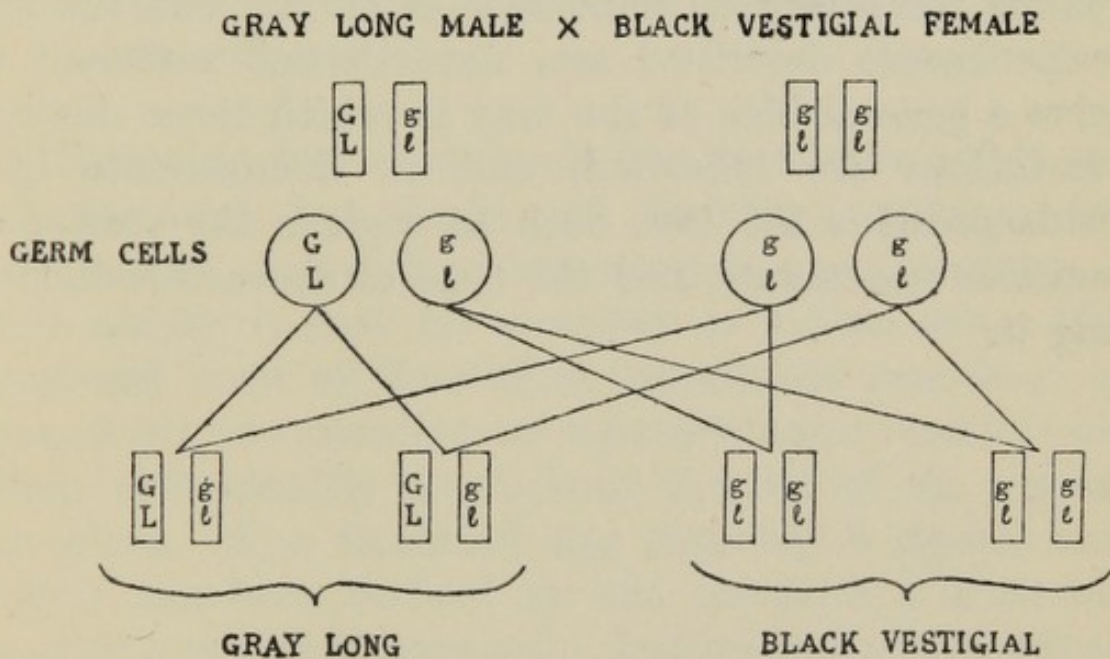 GRAY LONG MALE X BLACK VESTIGIAL FEMALE
G g g g
L ℓ ℓ ℓ
GERM CELLS
G g g g
L ℓ ℓ ℓ
G g G g g g g g
L ℓ L ℓ ℓ ℓ ℓ ℓ
GRAY LONG BLACK VESTIGIAL